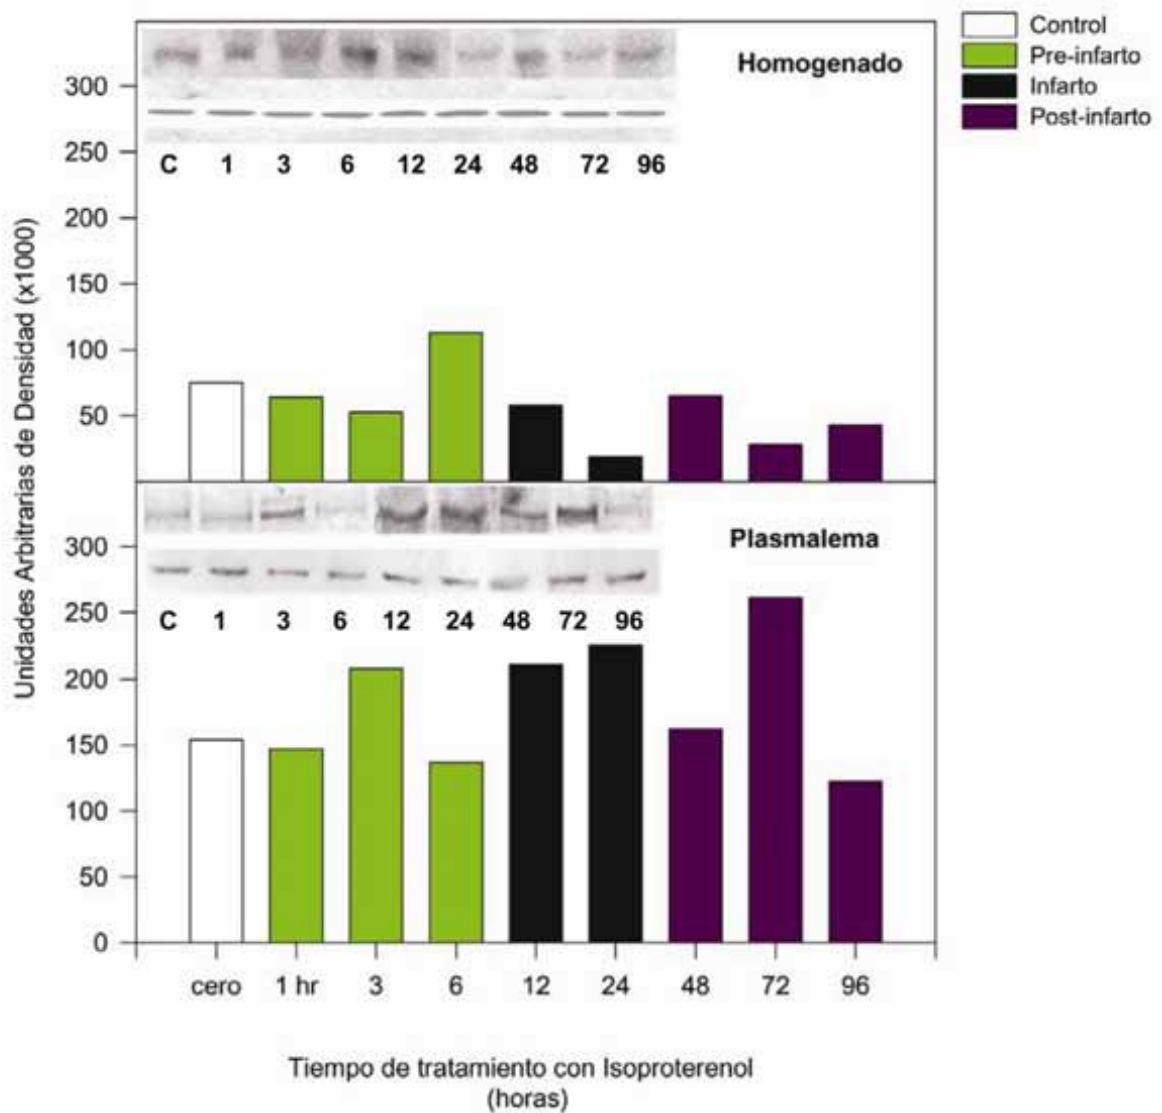 Control
Pre-infarto
Infarto
Post-infarto
Homogenado
300
250
200
150
100
50
C 1 3 6 12 24 48 72 96
Unidades Arbitrarias de Densidad (x1000)
Plasmalema
300
250
200
150
100
50
0
C 1 3 6 12 24 48 72 96
cero 1 hr 3 6 12 24 48 72 96
Tiempo de tratamiento con Isoproterenol
(horas)